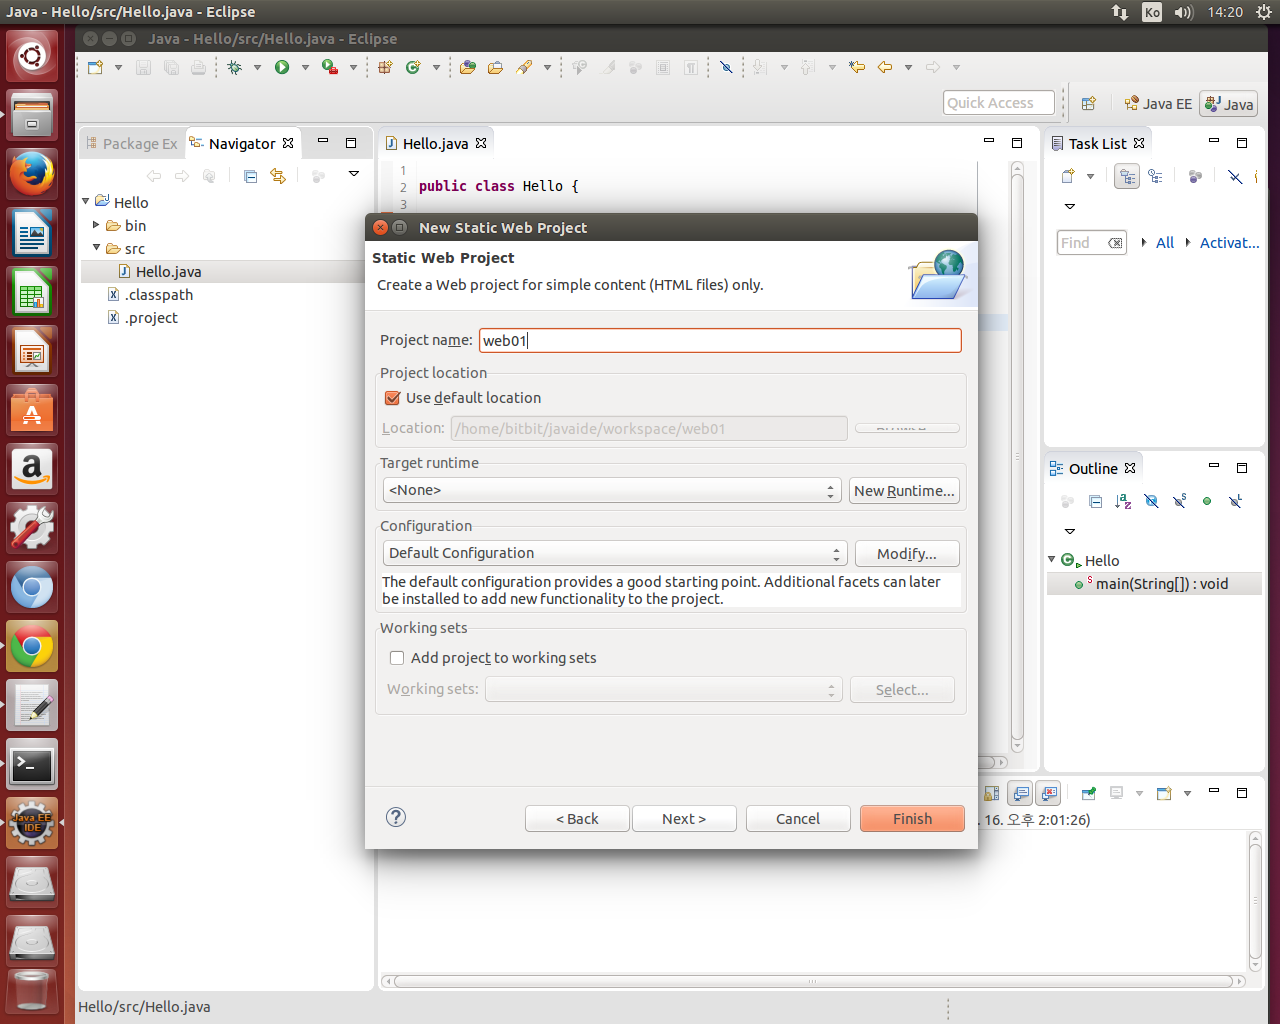 Java - Hello/src/Hello.java - Eclipse
Ko
14:20
Java - Hello/src/Hello.java - Eclipse
Quick Access
Java EE
Java
Package Ex
Navigator
Hello.java
Task List
Hello
bin
src
Hello.java
.classpath
.project
1
2
3
public class Hello {
Find
All
Activat...
Outline
Hello
main(String[]) : void
New Static Web Project
Static Web Project
Create a Web project for simple content (HTML files) only.
Project name:
web01
Project location
Use default location
Location:
/home/bitbit/javaide/workspace/web01
Target runtime
<None>
New Runtime...
Configuration
Default Configuration
Modify...
The default configuration provides a good starting point. Additional facets can later
be installed to add new functionality to the project.
Working sets
Add project to working sets
Working sets:
Select...
< Back
Next >
Cancel
Finish
. 16. 오후 2:01:26)
Java EE
IDE
Hello/src/Hello.java